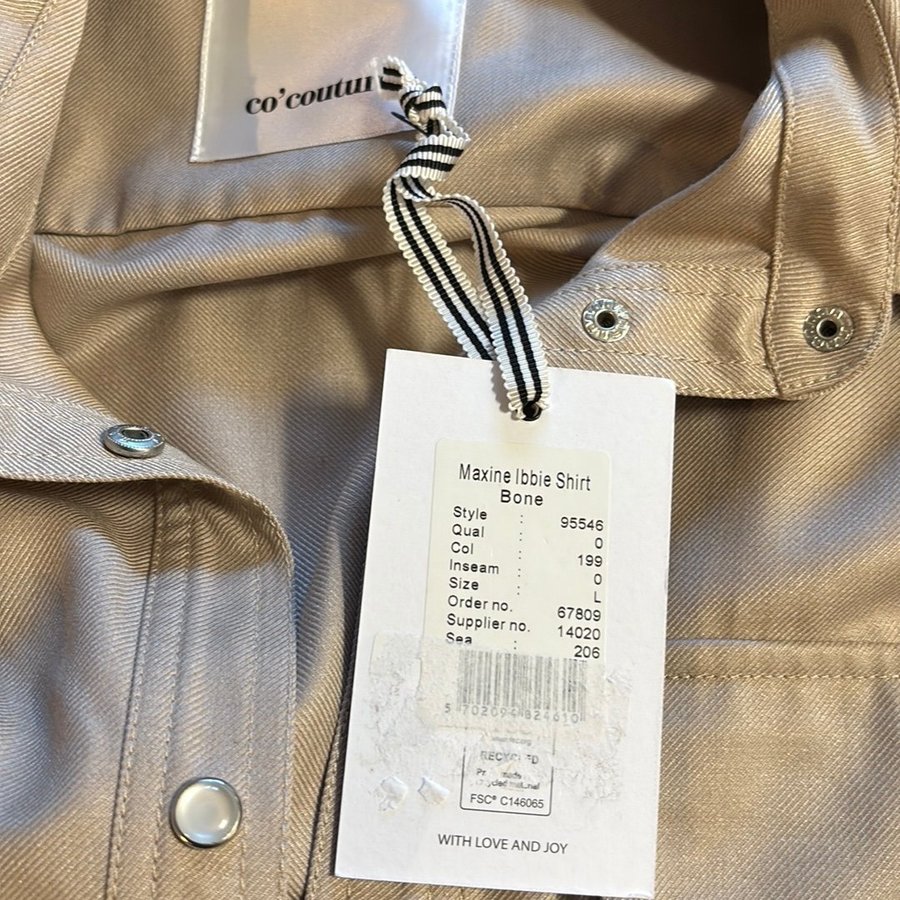 co'coutur
Maxine Ibbie Shirt
Bone
Style : 95546
Qual : 0
Col : 199
Inseam : 0
Size : L
Order no. 67809
Supplier no. 14020
Sea : 206
RECYCLED
FSC® C146065
WITH LOVE AND JOY